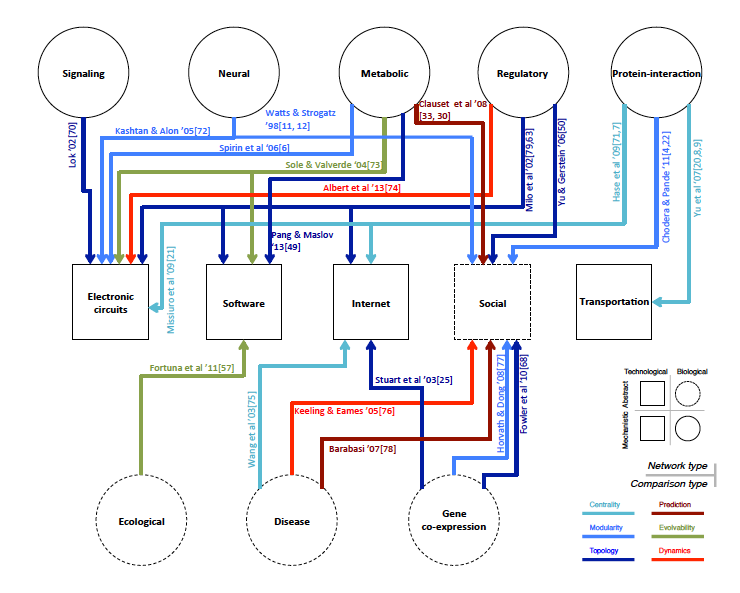 Signaling
Neural
Metabolic
Regulatory
Protein-interaction
Clauset et al '08
[33, 30]
Watts & Strogatz
'98[11, 12]
Kashtan & Alon '05[72]
Lok '02[70]
Spirin et al '06[6]
Sole & Valverde '04[73]
Albert et al '13[74]
Milo et al '02[79,63]
Yu & Gerstein '06[50]
Hase et al '09[71,7]
Chodera & Pande '11[4,22]
Yu et al '07[20,8,9]
Pang & Maslov
'13[49]
Missiuro et al '09[21]
Electronic
circuits
Software
Internet
Social
Transportation
Fortuna et al '11[57]
Wang et al '03[75]
Stuart et al '03[25]
Keeling & Eames '05[76]
Horvath & Dong '08[77]
Fowler et al '10[68]
Barabasi '07[78]
Ecological
Disease
Gene
co-expression
Technological
Biological
Abstract
Mechanistic
Network type
Comparison type
Centrality
Prediction
Modularity
Evolvability
Topology
Dynamics